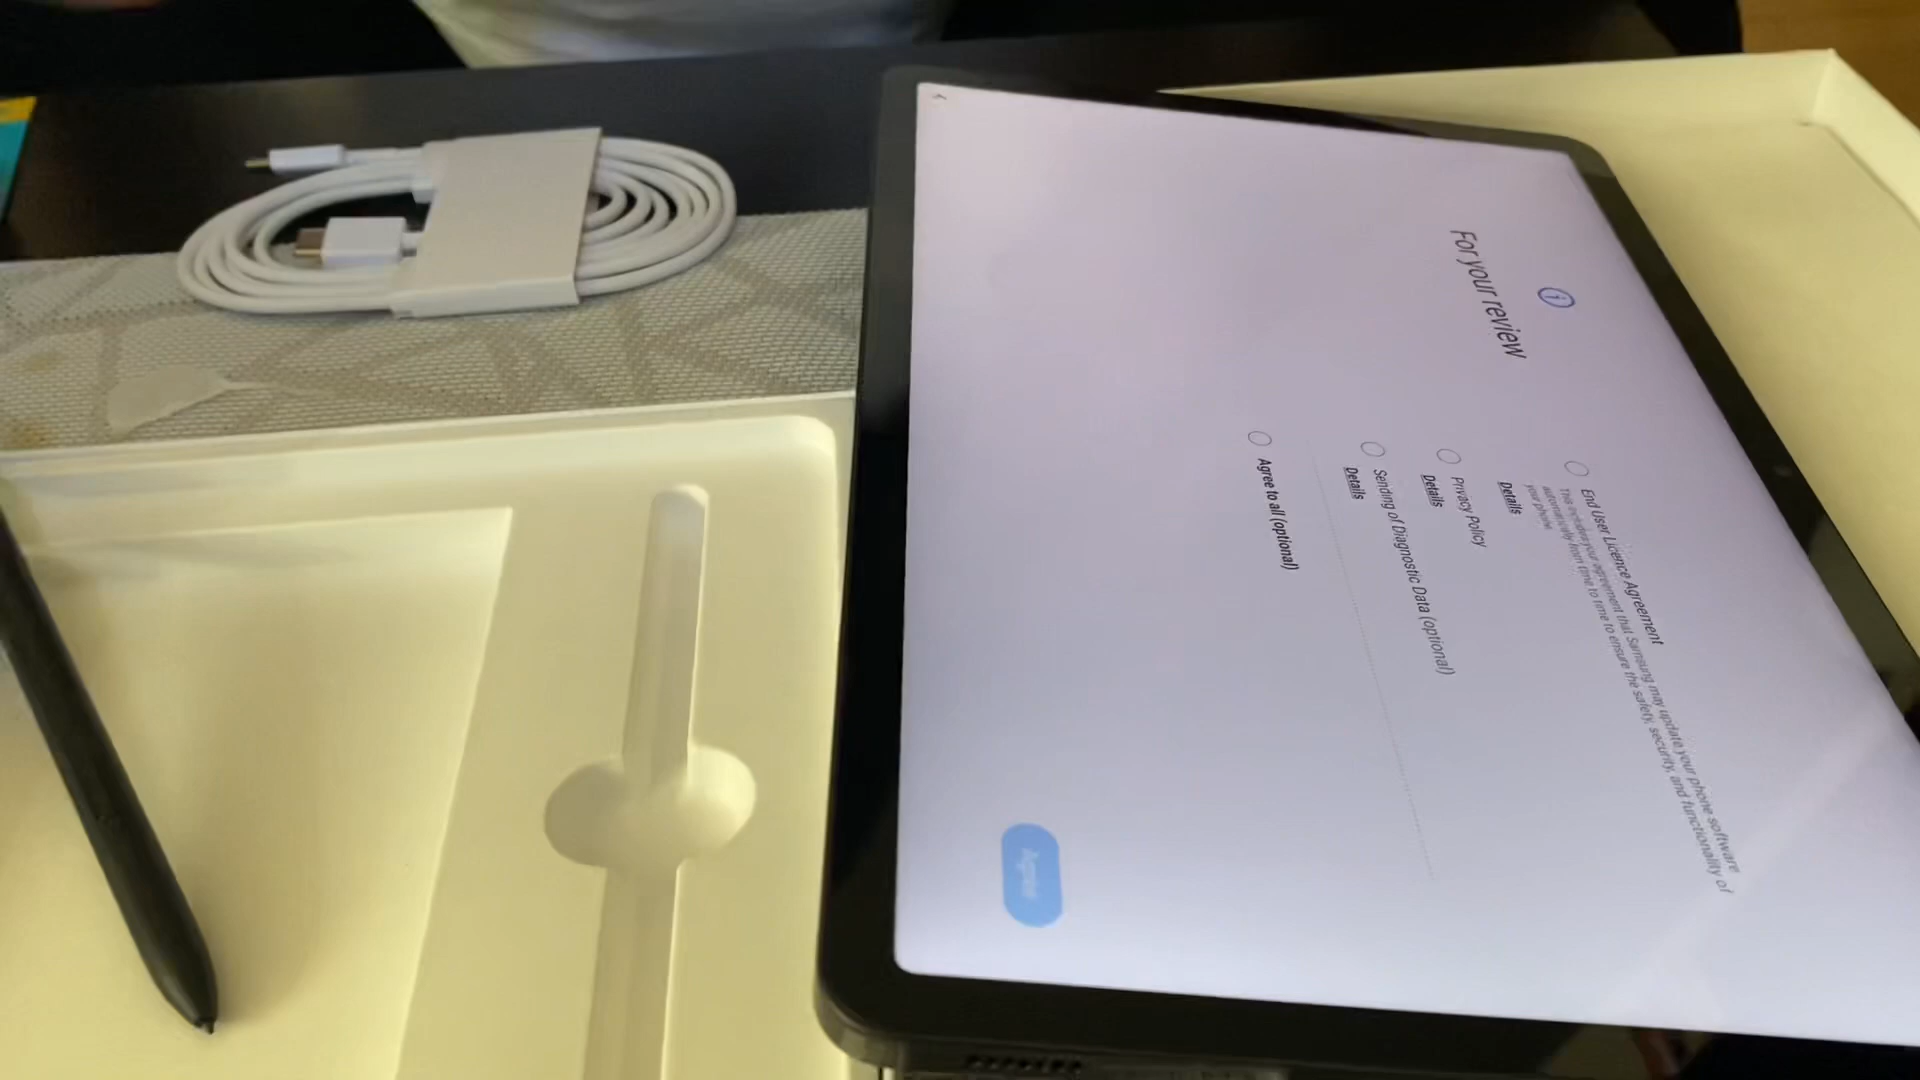 For your review
End User Licence Agreement
This includes your agreement that Samsung may update your phone software
automatically from time to time to ensure the safety, security, and functionality of
your phone.
Details
Privacy Policy
Details
Sending of Diagnostic Data (optional)
Details
Agree to all (optional)
Agree